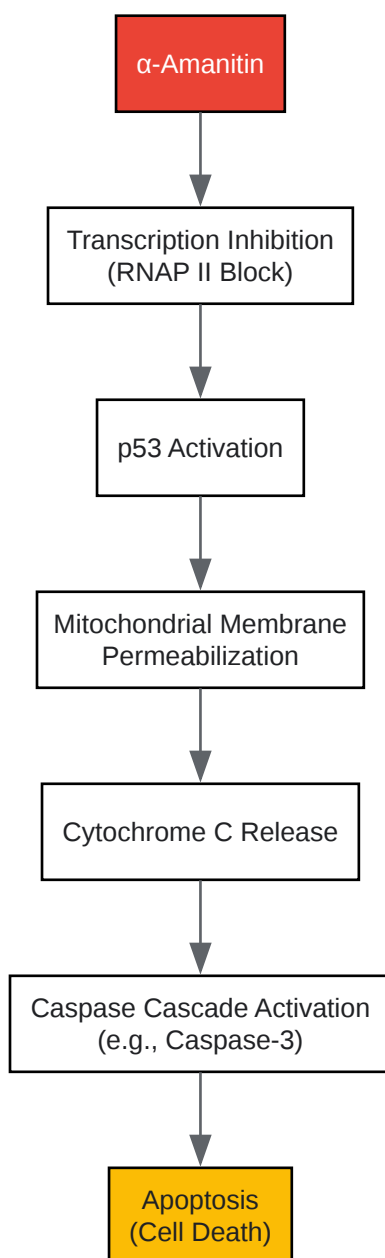 α-Amanitin
Transcription Inhibition
(RNAP II Block)
p53 Activation
Mitochondrial Membrane
Permeabilization
Cytochrome C Release
Caspase Cascade Activation
(e.g., Caspase-3)
Apoptosis
(Cell Death)